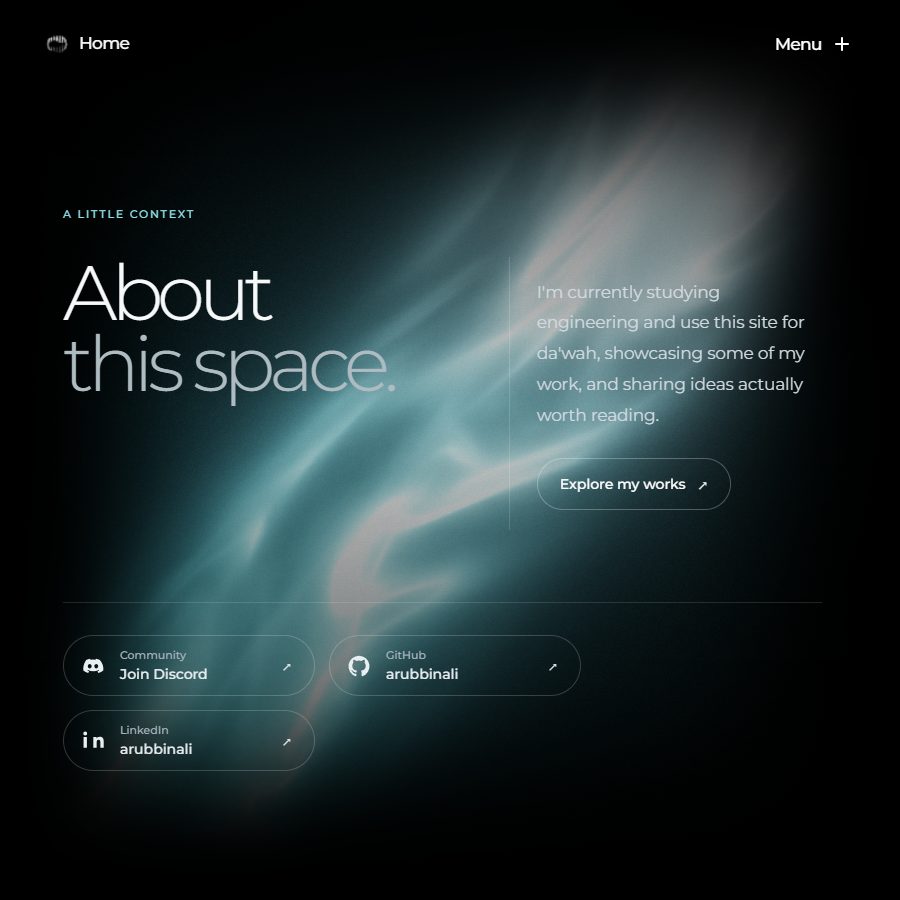 Home
Menu
A LITTLE CONTEXT
About
this space.
I'm currently studying
engineering and use this site for
da'wah, showcasing some of my
work, and sharing ideas actually
worth reading.
Explore my works ↗
Community
Join Discord ↗
GitHub
arubbinali ↗
LinkedIn
arubbinali ↗